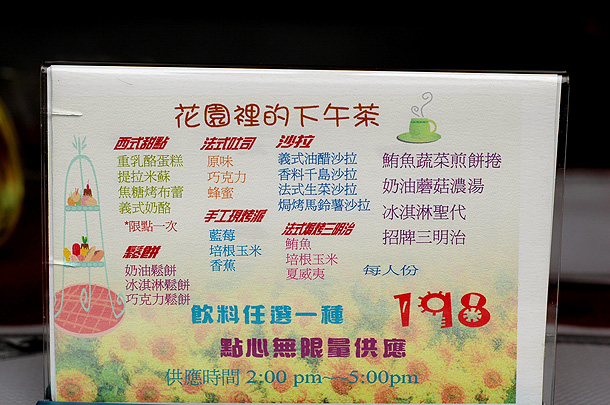 花園裡的下午茶
西式甜點
重乳酪蛋糕
提拉米蘇
焦糖烤布蕾
義式奶酪
*限點一次
鬆餅
奶油鬆餅
冰淇淋鬆餅
巧克力鬆餅
法式吐司
原味
巧克力
蜂蜜
手工現烤派
藍莓
培根玉米
香蕉
沙拉
義式油醋沙拉
香料千島沙拉
法式生菜沙拉
焗烤馬鈴薯沙拉
法式焗烤三明治
鮪魚
培根玉米
夏威夷
鮪魚蔬菜煎餅捲
奶油蘑菇濃湯
冰淇淋聖代
招牌三明治
每人份
198
飲料任選一種
點心無限量供應
供應時間 2:00 pm~~5:00pm